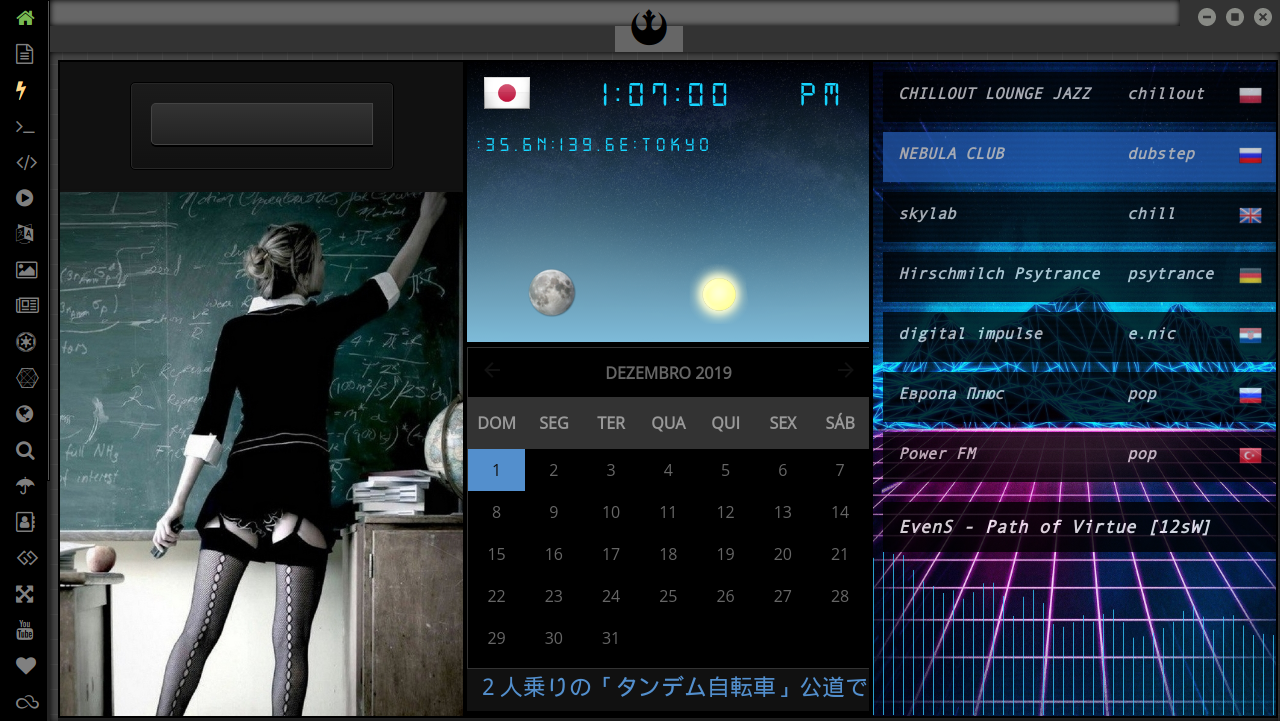 1:07:00 PM
:35.6N:139.6E:TOKYO
DEZEMBRO 2019
DOM SEG TER QUA QUI SEX SÁB
1 2 3 4 5 6 7
8 9 10 11 12 13 14
15 16 17 18 19 20 21
22 23 24 25 26 27 28
29 30 31
2人乗りの「タンデム自転車」公道で
CHILLOUT LOUNGE JAZZ chillout
NEBULA CLUB dubstep
skylab chill
Hirschmilch Psytrance psytrance
digital impulse e.nic
Европа Плюс pop
Power FM pop
EvenS - Path of Virtue [12sW]
You
Tube